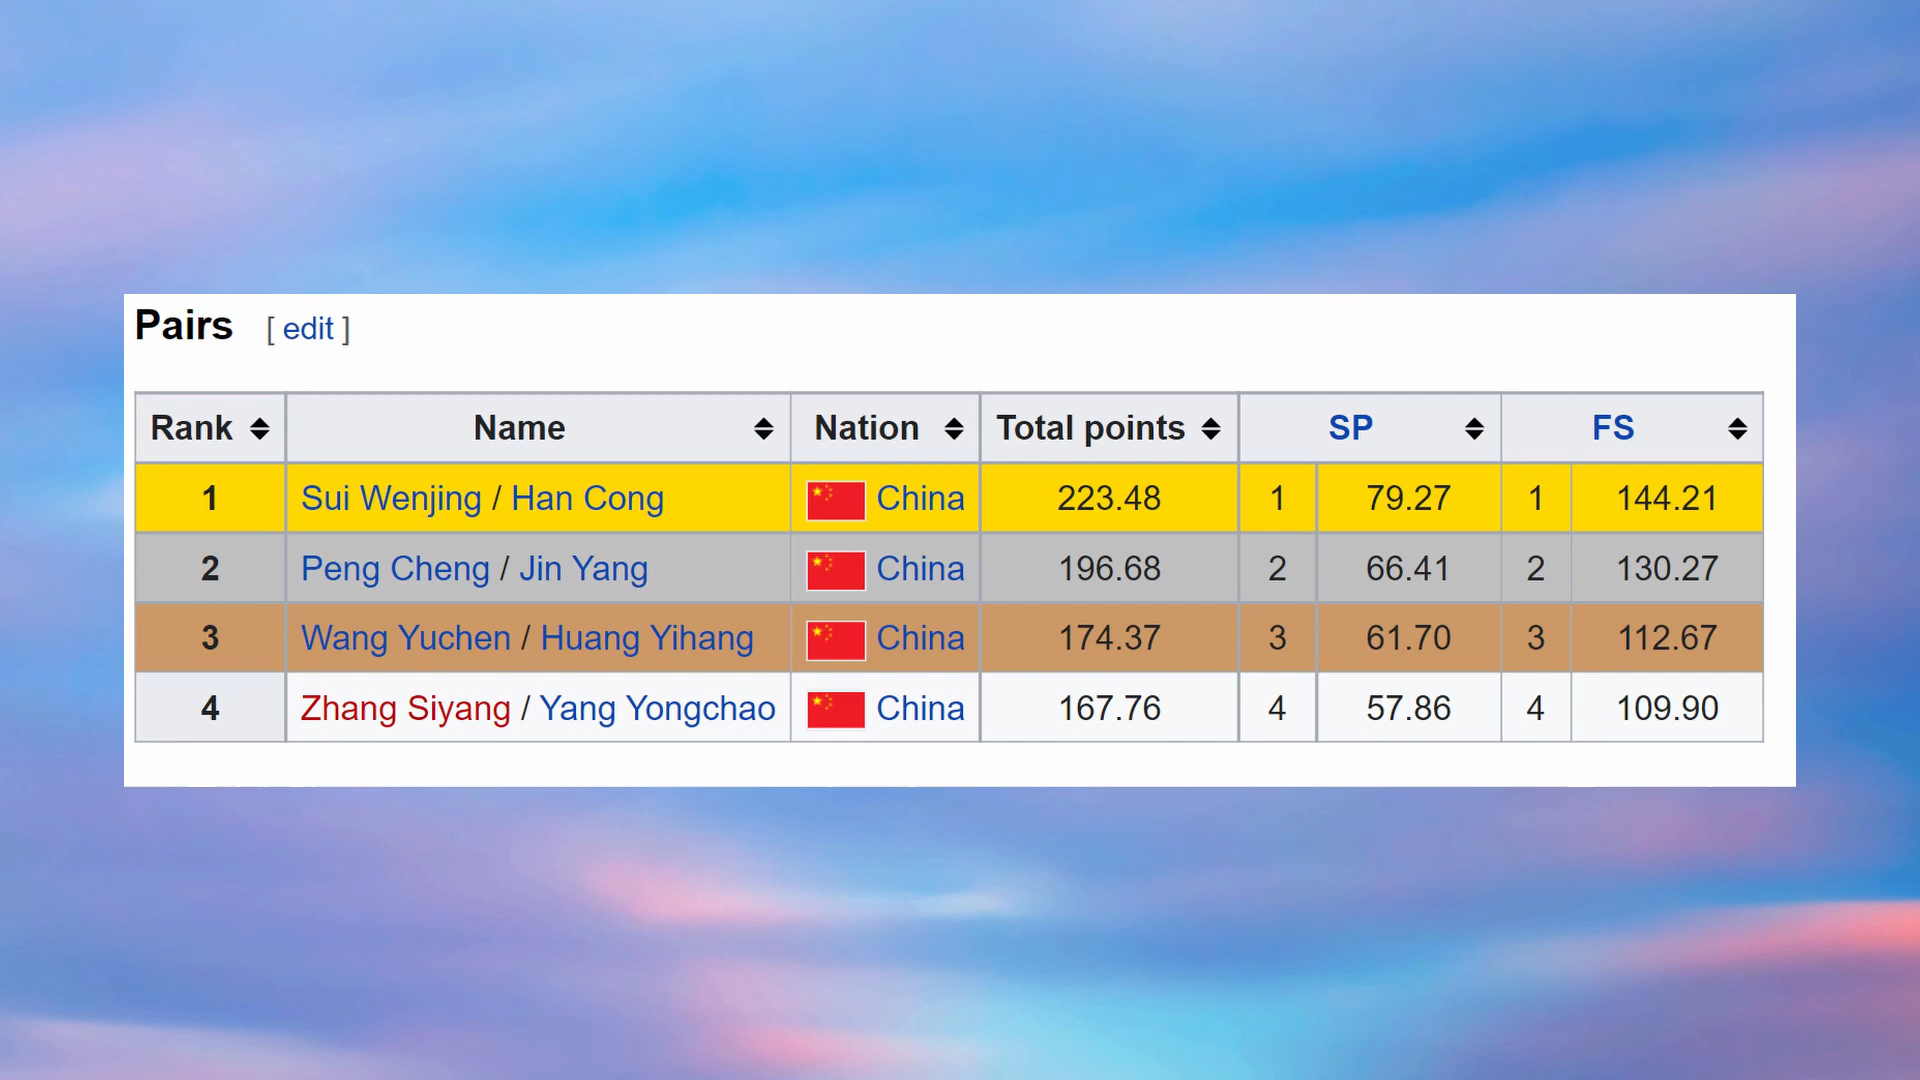 Pairs [ edit ]
Rank Name Nation Total points SP FS
1 Sui Wenjing / Han Cong China 223.48 1 79.27 1 144.21
2 Peng Cheng / Jin Yang China 196.68 2 66.41 2 130.27
3 Wang Yuchen / Huang Yihang China 174.37 3 61.70 3 112.67
4 Zhang Siyang / Yang Yongchao China 167.76 4 57.86 4 109.90